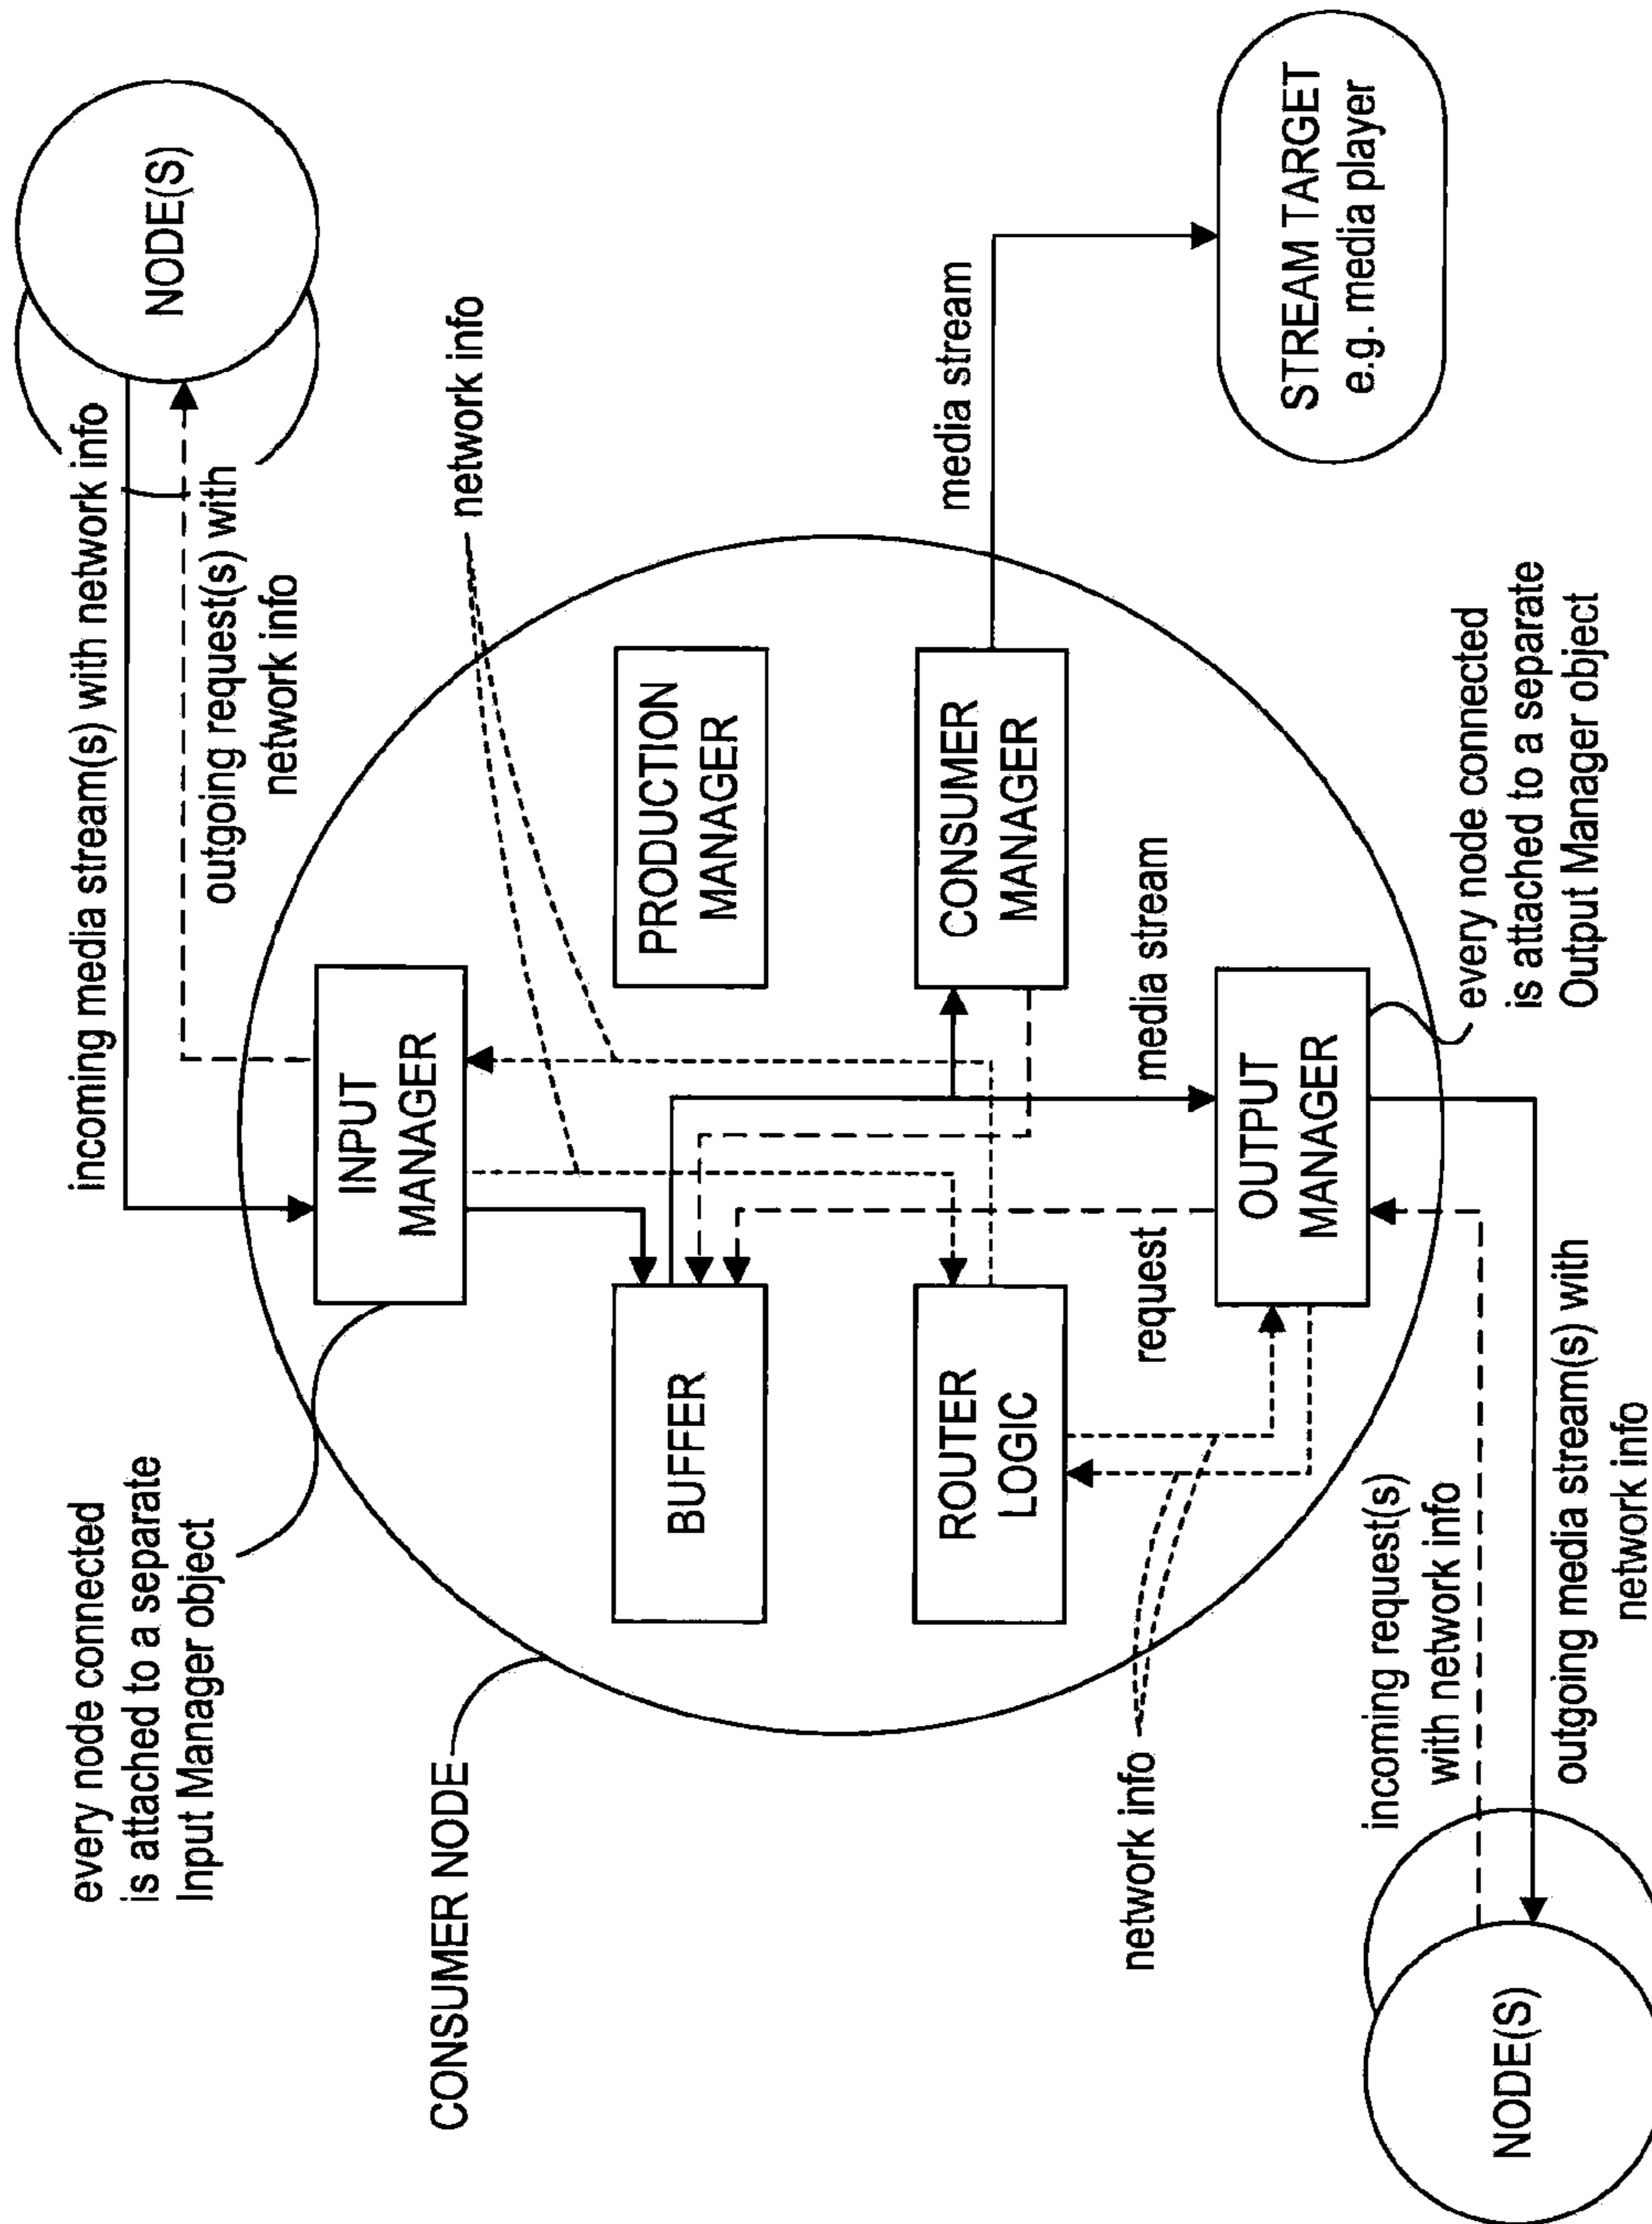 every node connected
is attached to a separate
Input Manager object
incoming media stream(s) with network info
outgoing request(s) with
network info
NODE(S)
CONSUMER NODE
INPUT
MANAGER
network info
BUFFER
PRODUCTION
MANAGER
ROUTER
LOGIC
CONSUMER
MANAGER
media stream
network info
request
media stream
OUTPUT
MANAGER
STREAM TARGET
e.g. media player
incoming request(s)
with network info
every node connected
is attached to a separate
Output Manager object
NODE(S)
outgoing media stream(s) with
network info